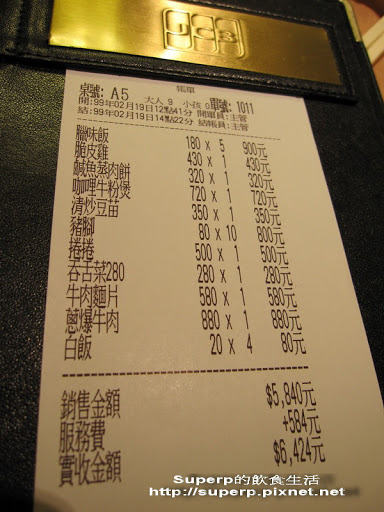 JCB
帳單
桌號: A5 大人 9 小孩 0 單號: 1011
開:99年02月19日12點41分 開單員:主管
結:99年02月19日14點22分 結帳員:主管
臘味飯 180 x 5 900元
脆皮雞 430 x 1 430元
鹹魚蒸肉餅 320 x 1 320元
咖哩牛粉煲 720 x 1 720元
清炒豆苗 350 x 1 350元
豬腳 80 x 10 800元
捲捲 500 x 1 500元
吞舌菜280 280 x 1 280元
牛肉麵片 580 x 1 580元
蔥爆牛肉 880 x 1 880元
白飯 20 x 4 80元
銷售金額 $5,840元
服務費 +584元
實收金額 $6,424元
Superp的飲食生活
http://superp.pixnet.net